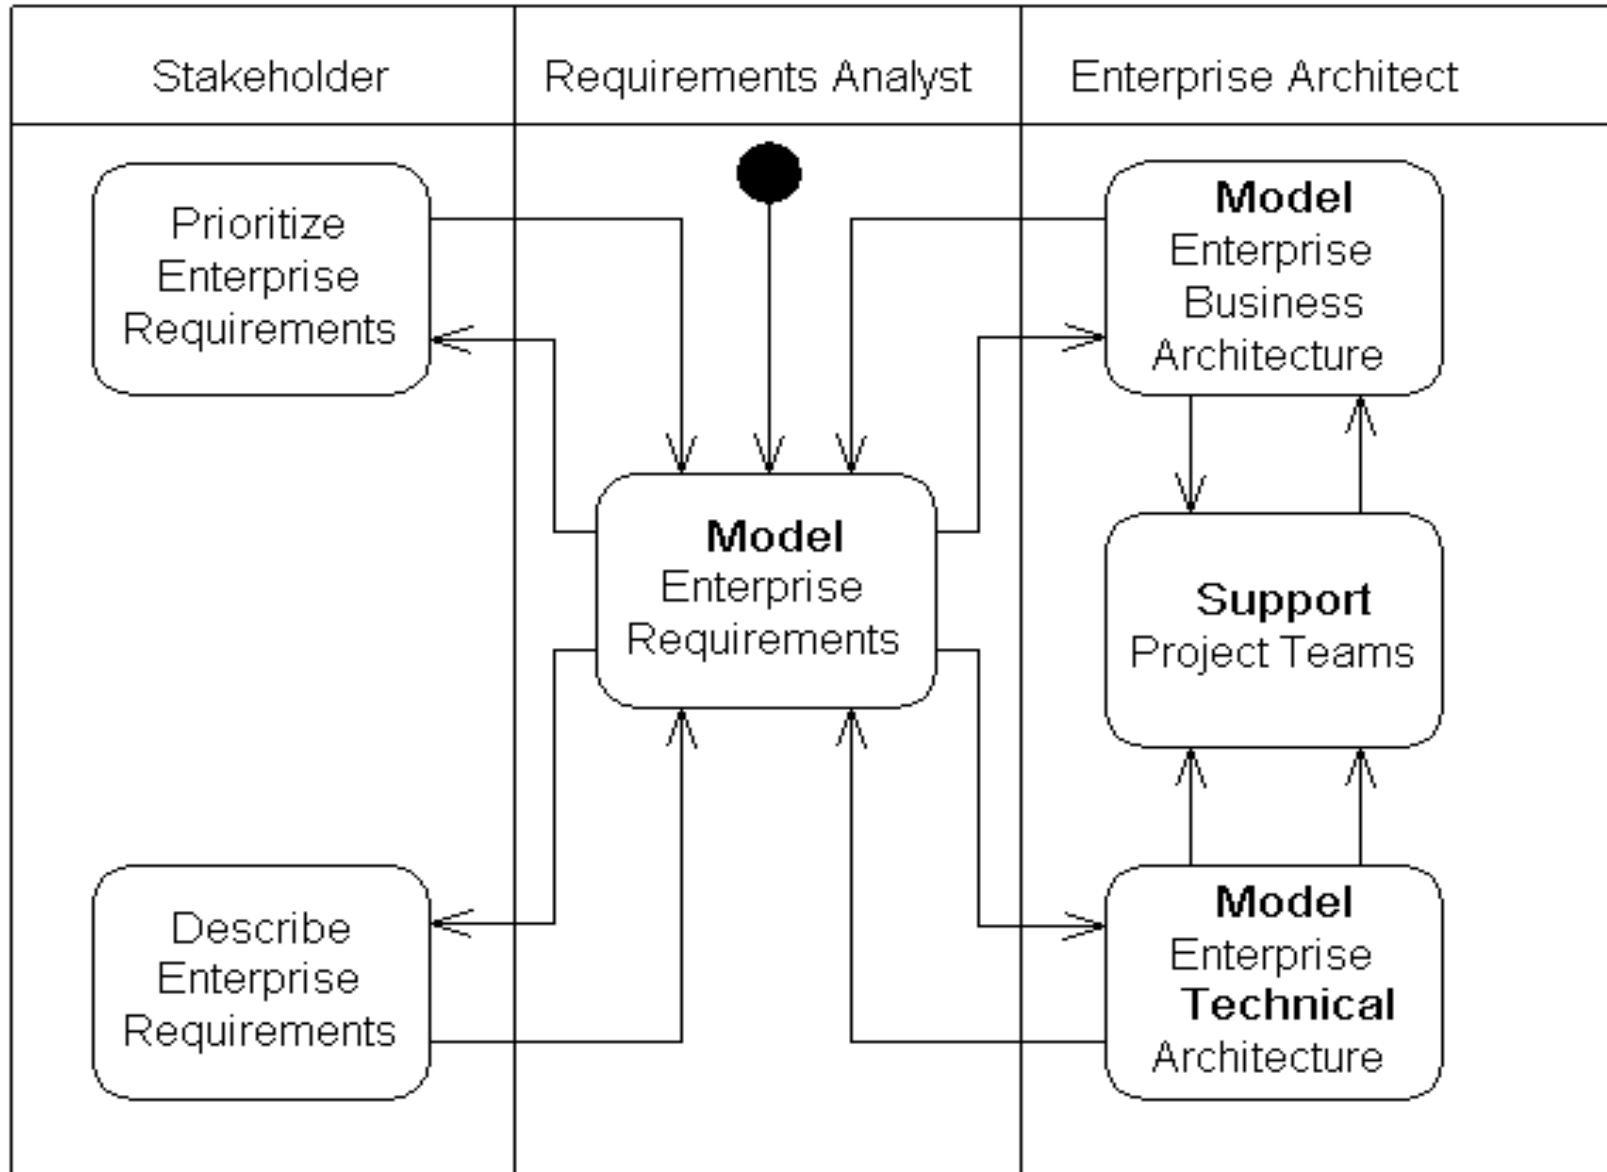 Stakeholder
Requirements Analyst
Enterprise Architect
Prioritize
Enterprise
Requirements
Model
Enterprise
Business
Architecture
Model
Enterprise
Requirements
Support
Project Teams
Describe
Enterprise
Requirements
Model
Enterprise
Technical
Architecture